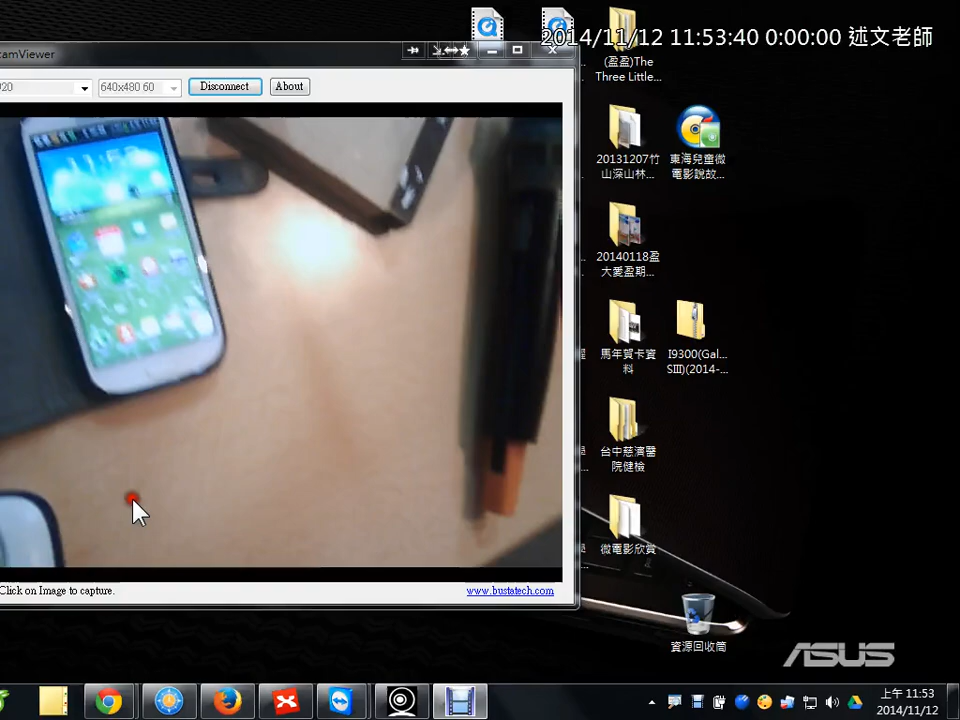 2014/11/12 11:53:40 0:00:00 述文老師
camViewer
640x480 60
Disconnect
About
(盈盈)The
Three Little...
20131207竹
山深山林...
東海兒童微
電影說故...
20140118盈
大愛盈期...
馬年賀卡資
料
I9300(Gal...
SIII)(2014-...
台中慈濟醫
院健檢
微電影欣賞
資源回收筒
Click on Image to capture.
www.bustatech.com
ASUS
上午 11:53
2014/11/12